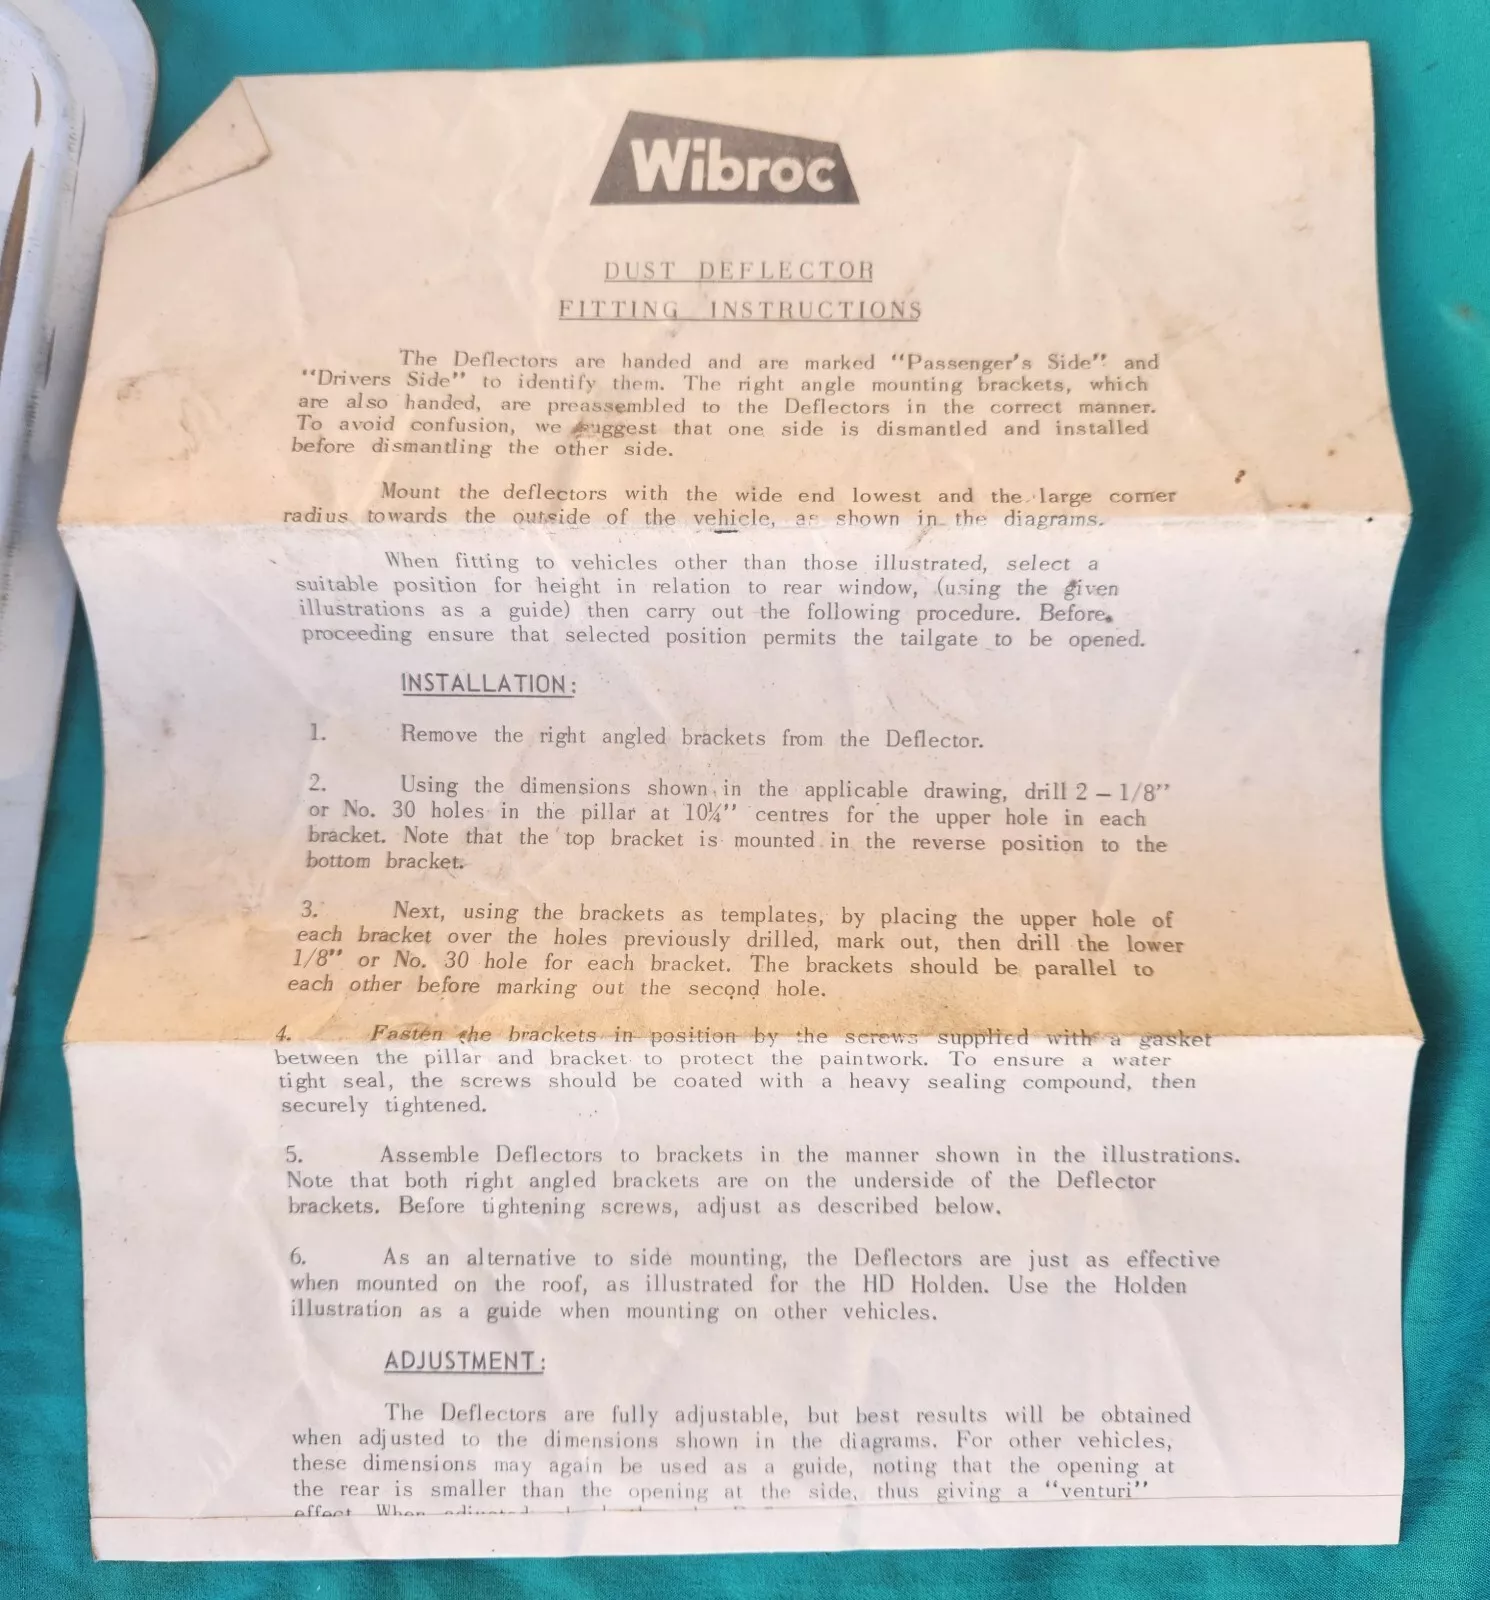 Wibroc
DUST DEFLECTOR
FITTING INSTRUCTIONS
The Deflectors are handed and are marked "Passenger's Side" and
"Drivers Side" to identify them. The right angle mounting brackets, which
are also handed, are preassembled to the Deflectors in the correct manner.
To avoid confusion, we suggest that one side is dismantled and installed
before dismantling the other side.
Mount the deflectors with the wide end lowest and the large corner
radius towards the outside of the vehicle, as shown in the diagrams.
When fitting to vehicles other than those illustrated, select a
suitable position for height in relation to rear window, (using the given
illustrations as a guide) then carry out the following procedure. Before
proceeding ensure that selected position permits the tailgate to be opened.
INSTALLATION:
1. Remove the right angled brackets from the Deflector.
2. Using the dimensions shown in the applicable drawing, drill 2 – 1/8"
or No. 30 holes in the pillar at 10¼" centres for the upper hole in each
bracket. Note that the top bracket is mounted in the reverse position to the
bottom bracket.
3. Next, using the brackets as templates, by placing the upper hole of
each bracket over the holes previously drilled, mark out, then drill the lower
1/8" or No. 30 hole for each bracket. The brackets should be parallel to
each other before marking out the second hole.
4. Fasten the brackets in position by the screws supplied with a gasket
between the pillar and bracket to protect the paintwork. To ensure a water
tight seal, the screws should be coated with a heavy sealing compound, then
securely tightened.
5. Assemble Deflectors to brackets in the manner shown in the illustrations.
Note that both right angled brackets are on the underside of the Deflector
brackets. Before tightening screws, adjust as described below.
6. As an alternative to side mounting, the Deflectors are just as effective
when mounted on the roof, as illustrated for the HD Holden. Use the Holden
illustration as a guide when mounting on other vehicles.
ADJUSTMENT:
The Deflectors are fully adjustable, but best results will be obtained
when adjusted to the dimensions shown in the diagrams. For other vehicles,
these dimensions may again be used as a guide, noting that the opening at
the rear is smaller than the opening at the side, thus giving a "venturi"
effect. When adjusted